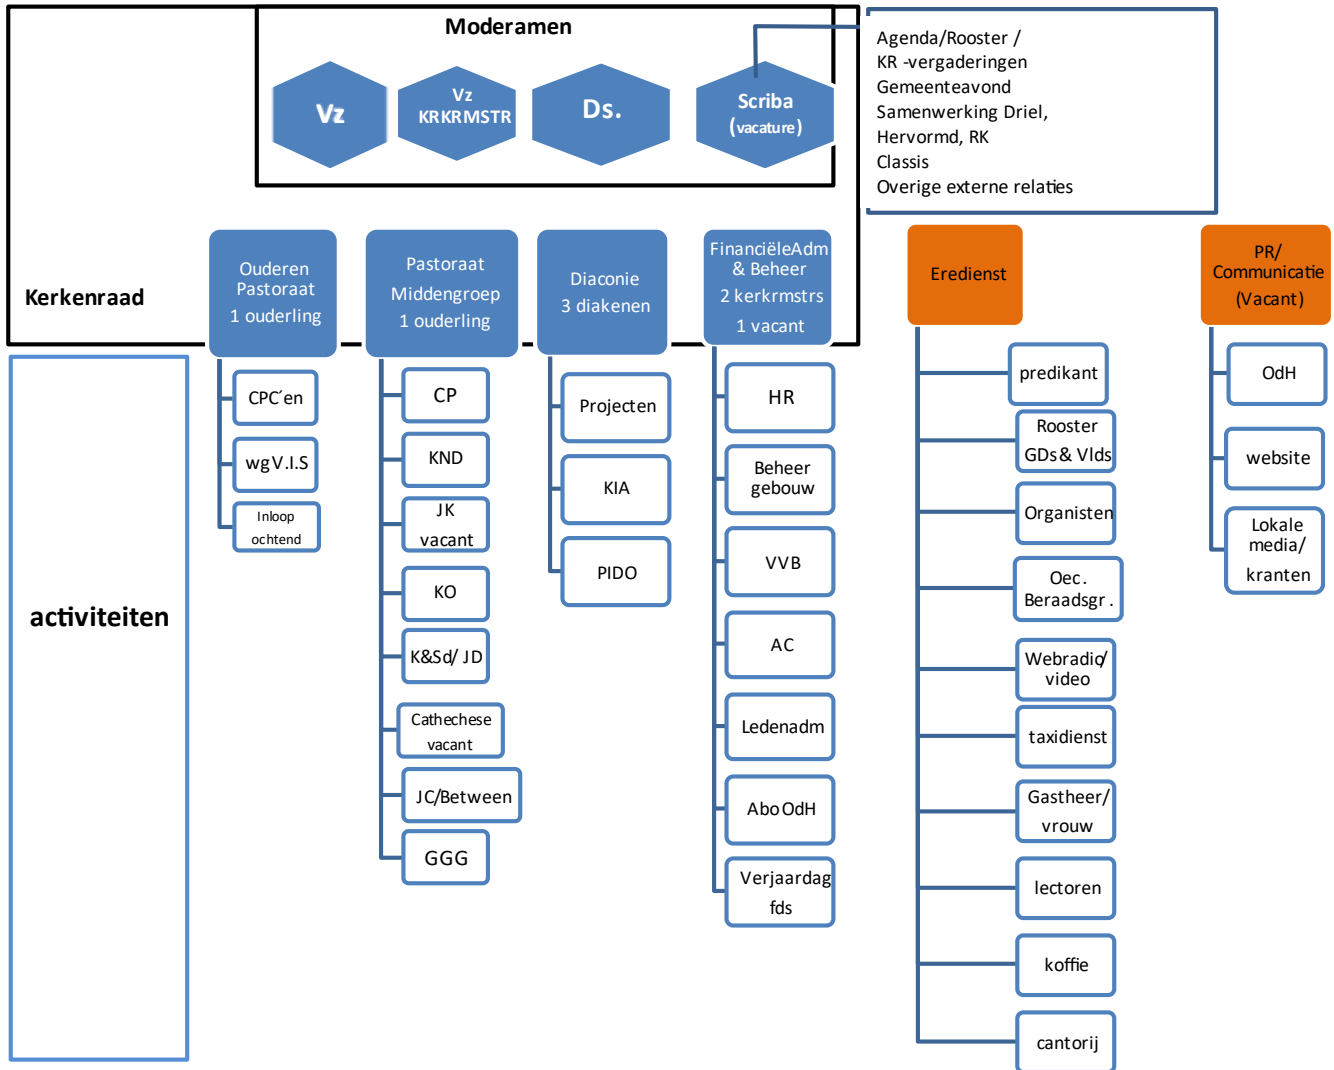 Moderamen
Vz
Vz
KRKRMSTR
Ds.
Scriba
(vacature)
Agenda/Rooster /
KR -vergaderingen
Gemeenteavond
Samenwerking Driel,
Hervormd, RK
Classis
Overige externe relaties
Kerkenraad
Ouderen
Pastoraat
1 ouderling
Pastoraat
Middengroep
1 ouderling
Diaconie
3 diakenen
FinanciëleAdm
& Beheer
2 kerkrmstrs
1 vacant
Eredienst
PR/
Communicatie
(Vacant)
activiteiten
CPC´en
wgV.I.S
Inloop
ochtend
CP
KND
JK
vacant
KO
K&Sd/ JD
Cathechese
vacant
JC/Between
GGG
Projecten
KIA
PIDO
HR
Beheer
gebouw
VVB
AC
Ledenadm
AboOdH
Verjaardag
fds
predikant
Rooster
GDs& Vlds
Organisten
Oec.
Beraadsgr.
Webradio/
video
taxidienst
Gastheer/
vrouw
lectoren
koffie
cantorij
OdH
website
Lokale
media/
kranten